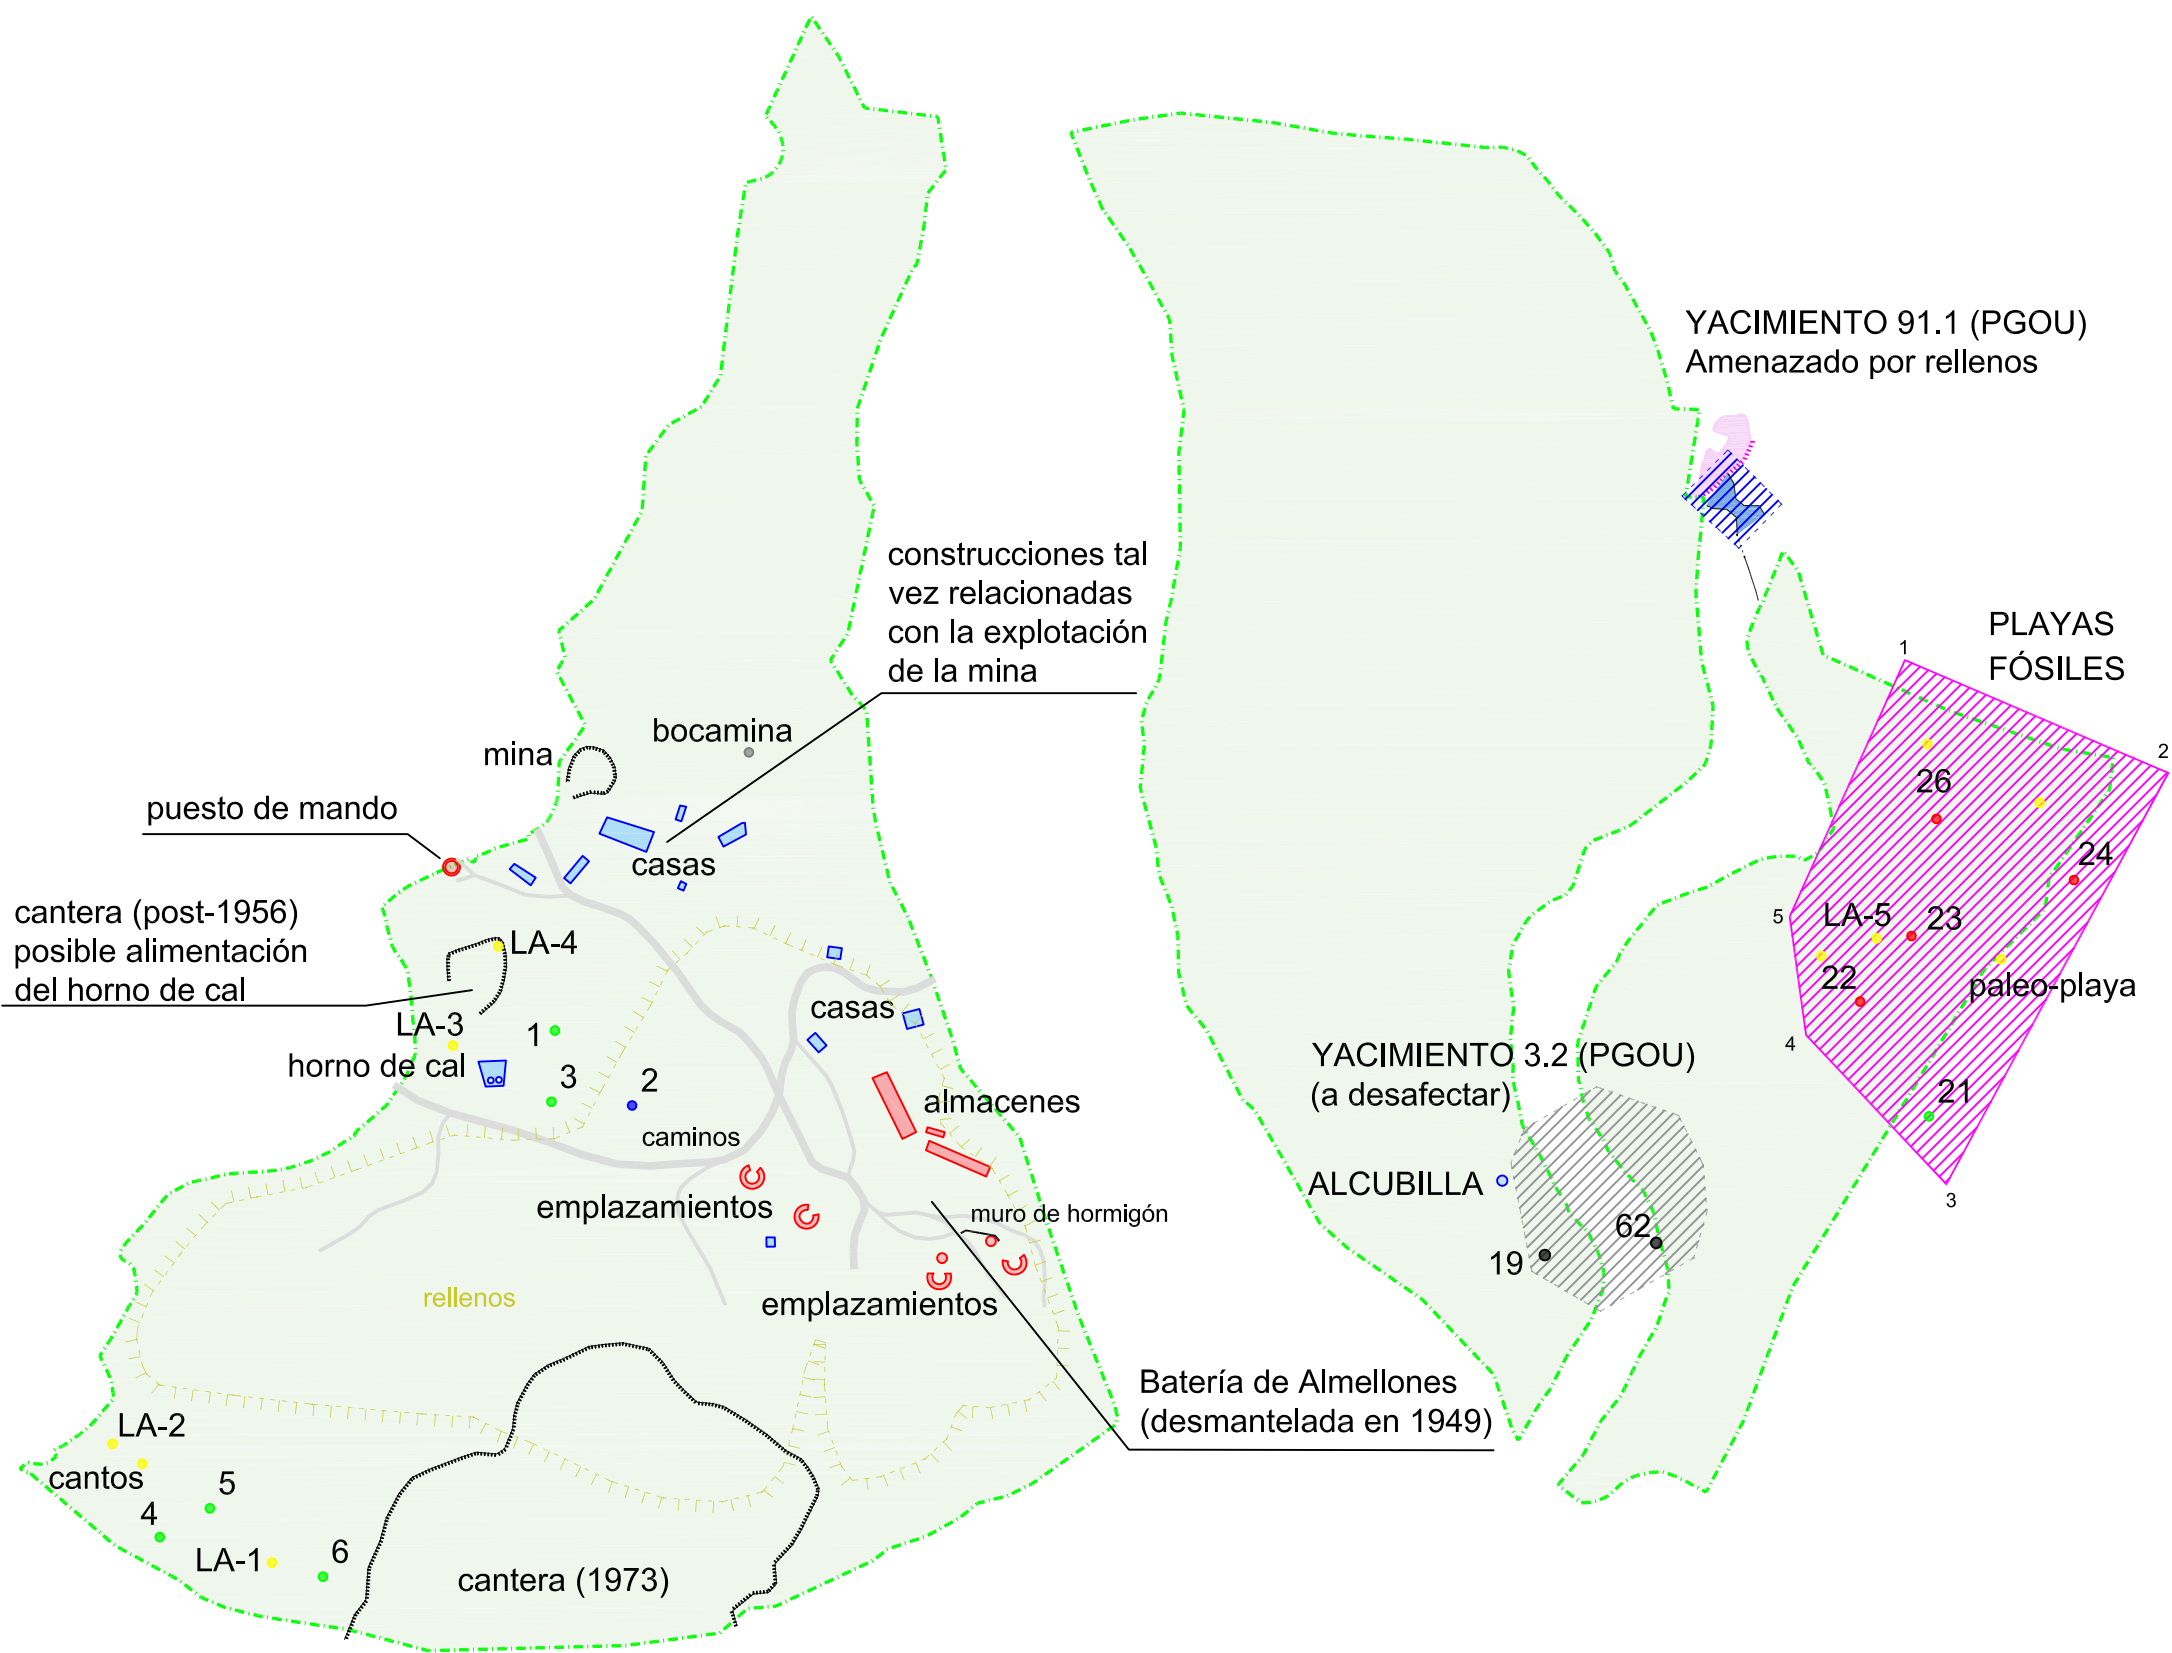 YACIMIENTO 91.1 (PGOU)
Amenazado por rellenos
construcciones tal
vez relacionadas
con la explotación
de la mina
PLAYAS
FÓSILES
1
2
bocamina
mina
26
puesto de mando
casas
24
cantera (post-1956)
posible alimentación
del horno de cal
LA-4
5
LA-5
23
22
paleo-playa
casas
LA-3
1
horno de cal
3
2
4
YACIMIENTO 3.2 (PGOU)
(a desafectar)
almacenes
21
caminos
ALCUBILLA
3
emplazamientos
muro de hormigón
62
19
rellenos
emplazamientos
Batería de Almellones
(desmantelada en 1949)
LA-2
cantos
5
4
LA-1
6
cantera (1973)